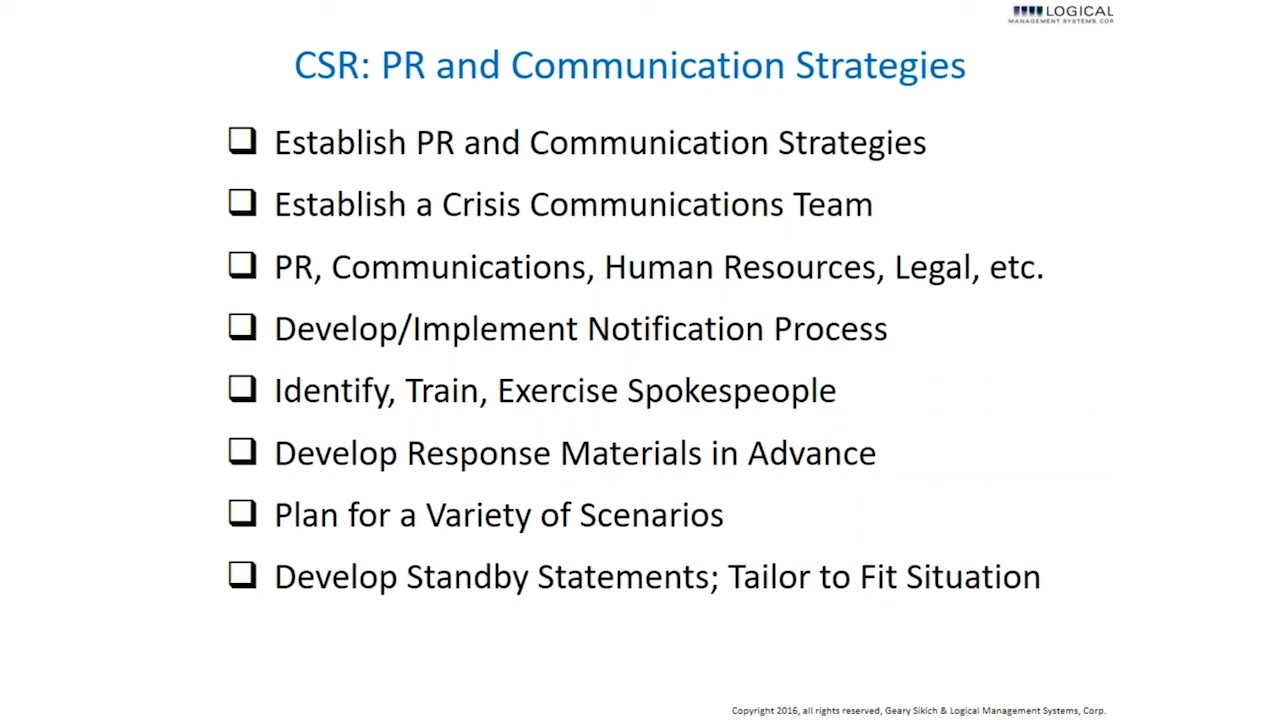 LOGICAL
MANAGEMENT SYSTEMS, COR
CSR: PR and Communication Strategies
Establish PR and Communication Strategies
Establish a Crisis Communications Team
PR, Communications, Human Resources, Legal, etc.
Develop/Implement Notification Process
Identify, Train, Exercise Spokespeople
Develop Response Materials in Advance
Plan for a Variety of Scenarios
Develop Standby Statements; Tailor to Fit Situation
Copyright 2016, all rights reserved, Geary Sikich & Logical Management Systems, Corp.